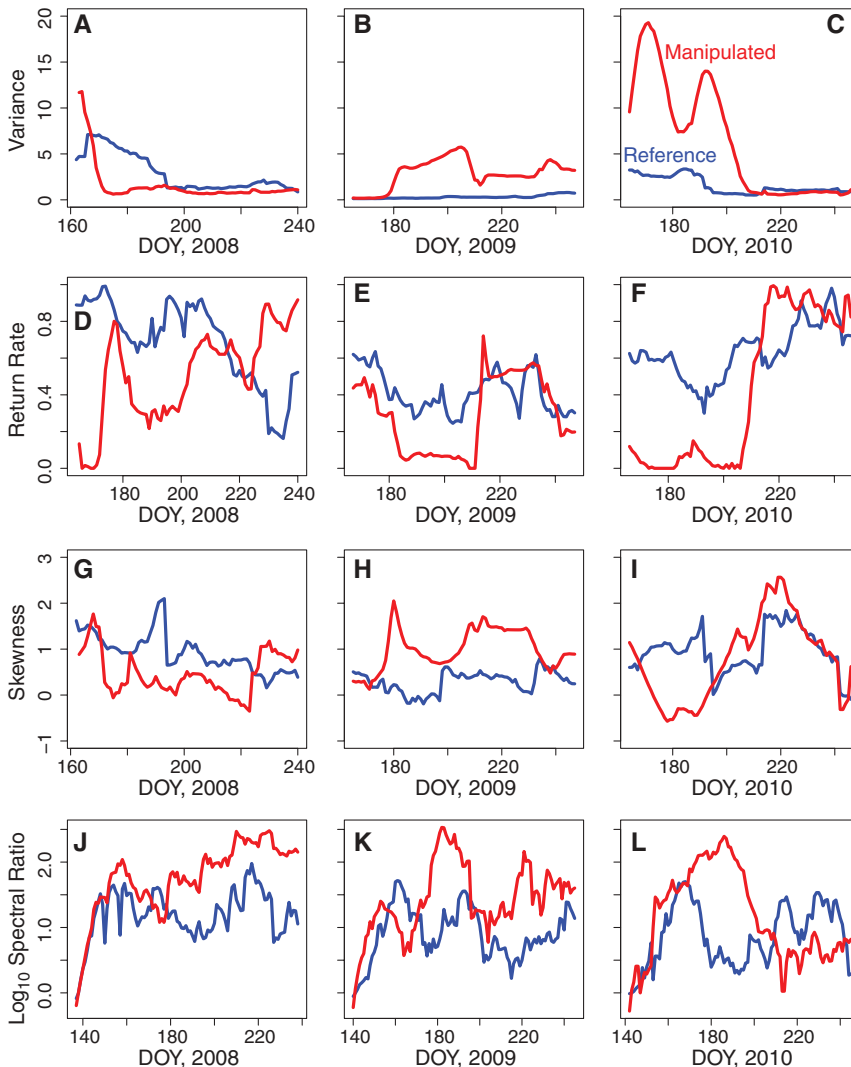 A
B
C
Manipulated
Reference
Variance
20
15
10
5
0
160 200 240
180 220
180 220
DOY, 2008
DOY, 2009
DOY, 2010
D
E
F
Return Rate
0.8
0.4
0.0
180 200 220 240
180 220
180 220
DOY, 2008
DOY, 2009
DOY, 2010
G
H
I
Skewness
3
2
1
0
−1
160 200 240
180 220
180 220
DOY, 2008
DOY, 2009
DOY, 2010
J
K
L
Log10 Spectral Ratio
2.0
1.0
0.0
140 180 220
140 180 220
140 180 220
DOY, 2008
DOY, 2009
DOY, 2010